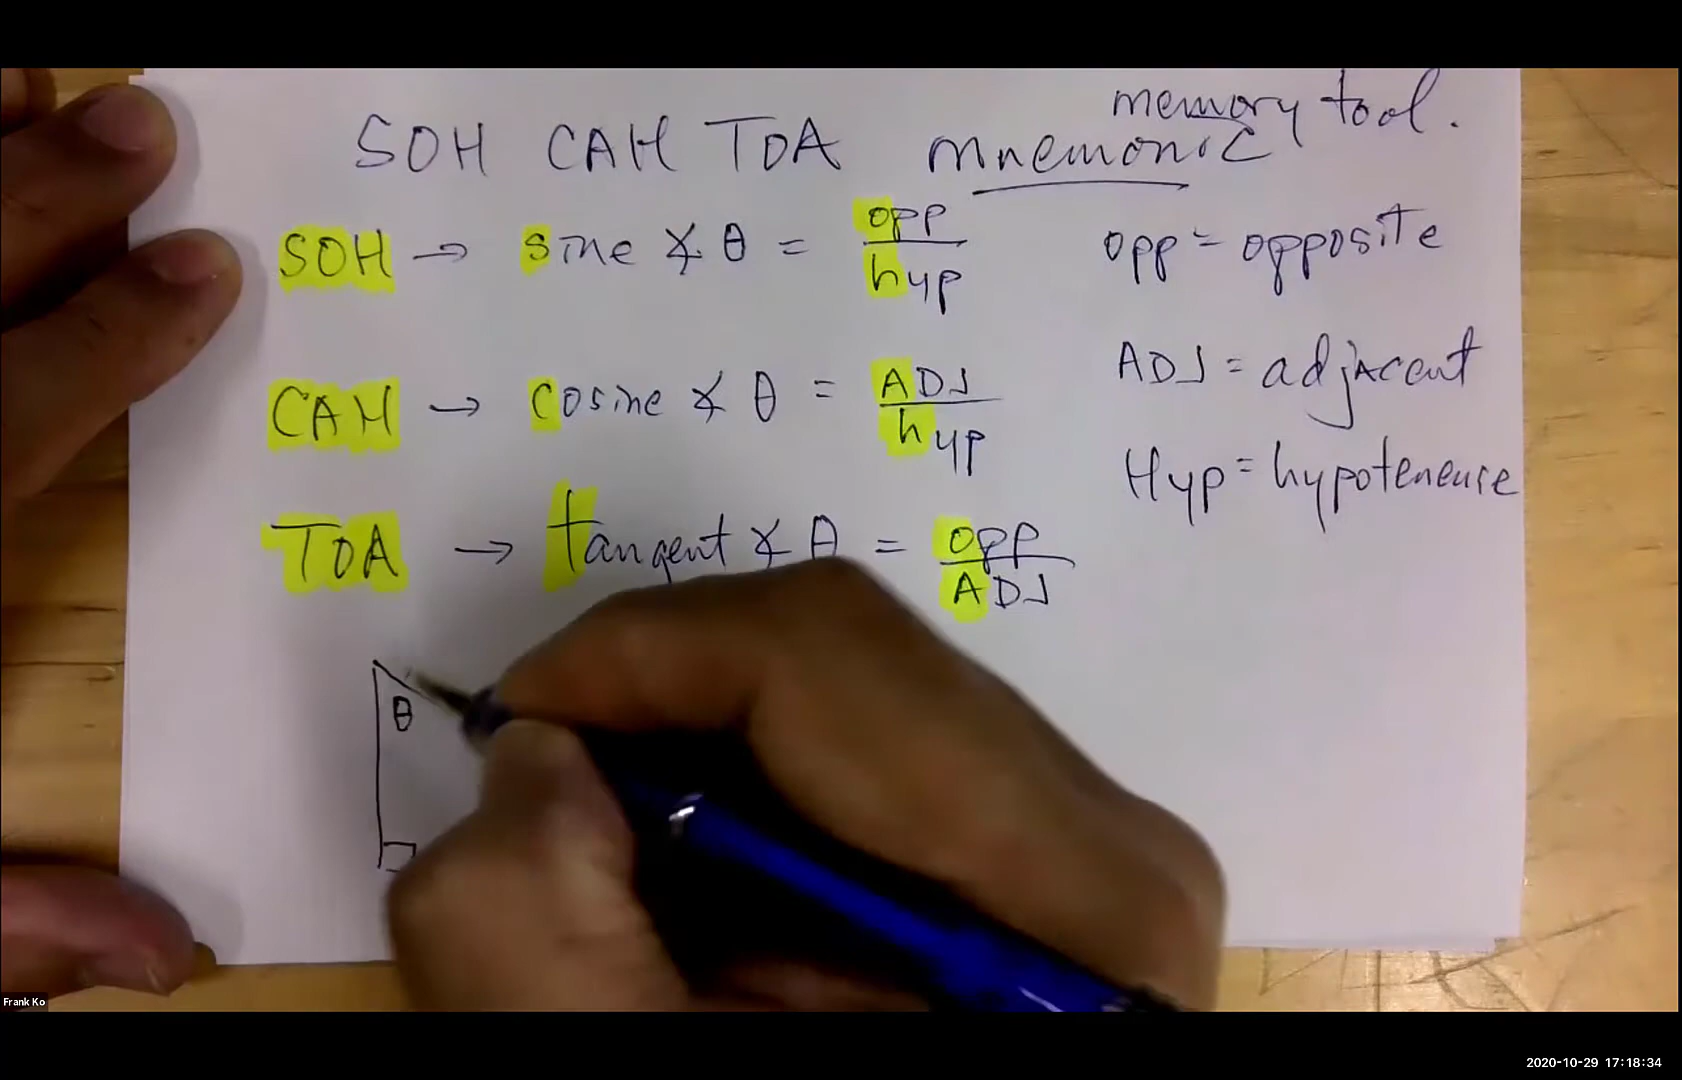 memory tool.
SOH CAH TOA mnemonic
SOH → sine ∡ θ = opp/hyp
opp = opposite
CAH → cosine ∡ θ = ADJ/hyp
ADJ = adjacent
TOA → tangent ∡ θ = opp/ADJ
Hyp = hypoteneuse
θ
Frank Ko
2020-10-29 17:18:34